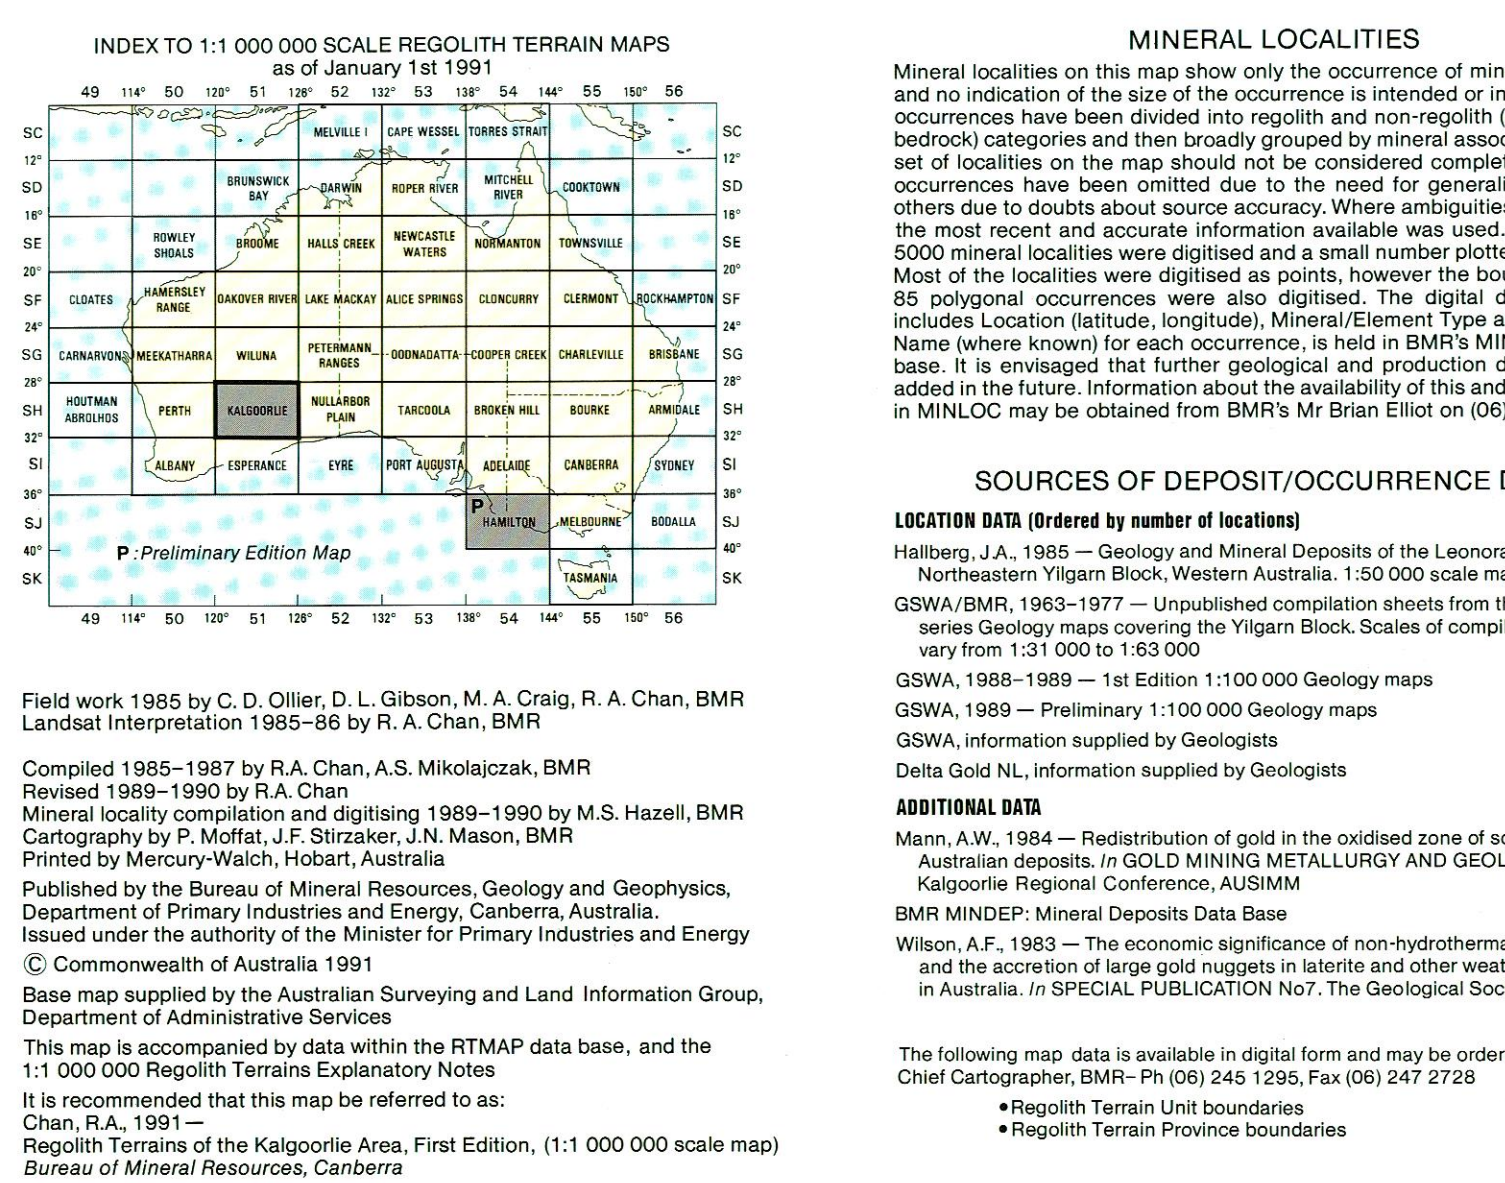 INDEX TO 1:1 000 000 SCALE REGOLITH TERRAIN MAPS
as of January 1st 1991
49 114° 50 120° 51 126° 52 132° 53 138° 54 144° 55 150° 56
SC MELVILLE I CAPE WESSEL TORRES STRAIT SC
12° 12°
SD BRUNSWICK BAY DARWIN ROPER RIVER MITCHELL RIVER COOKTOWN SD
16° 16°
SE ROWLEY SHOALS BROOME HALLS CREEK NEWCASTLE WATERS NORMANTON TOWNSVILLE SE
20° 20°
SF CLOATES HAMERSLEY RANGE OAKOVER RIVER LAKE MACKAY ALICE SPRINGS CLONCURRY CLERMONT ROCKHAMPTON SF
24° 24°
SG CARNARVON MEEKATHARRA WILUNA PETERMANN RANGES OODNADATTA COOPER CREEK CHARLEVILLE BRISBANE SG
28° 28°
SH HOUTMAN ABROLHOS PERTH KALGOORLIE NULLARBOR PLAIN TARCOOLA BROKEN HILL BOURKE ARMIDALE SH
32° 32°
SI ALBANY ESPERANCE EYRE PORT AUGUSTA ADELAIDE CANBERRA SYDNEY SI
36° 36°
SJ P HAMILTON MELBOURNE BODALLA SJ
40° P : Preliminary Edition Map 40°
SK TASMANIA SK
49 114° 50 120° 51 126° 52 132° 53 138° 54 144° 55 150° 56
Field work 1985 by C. D. Ollier, D. L. Gibson, M. A. Craig, R. A. Chan, BMR
Landsat Interpretation 1985–86 by R. A. Chan, BMR
Compiled 1985–1987 by R.A. Chan, A.S. Mikolajczak, BMR
Revised 1989–1990 by R.A. Chan
Mineral locality compilation and digitising 1989–1990 by M.S. Hazell, BMR
Cartography by P. Moffat, J.F. Stirzaker, J.N. Mason, BMR
Printed by Mercury-Walch, Hobart, Australia
Published by the Bureau of Mineral Resources, Geology and Geophysics,
Department of Primary Industries and Energy, Canberra, Australia.
Issued under the authority of the Minister for Primary Industries and Energy
© Commonwealth of Australia 1991
Base map supplied by the Australian Surveying and Land Information Group,
Department of Administrative Services
This map is accompanied by data within the RTMAP data base, and the
1:1 000 000 Regolith Terrains Explanatory Notes
It is recommended that this map be referred to as:
Chan, R.A., 1991 —
Regolith Terrains of the Kalgoorlie Area, First Edition, (1:1 000 000 scale map)
Bureau of Mineral Resources, Canberra
MINERAL LOCALITIES
Mineral localities on this map show only the occurrence of min
and no indication of the size of the occurrence is intended or in
occurrences have been divided into regolith and non-regolith (
bedrock) categories and then broadly grouped by mineral assoc
set of localities on the map should not be considered complet
occurrences have been omitted due to the need for generali
others due to doubts about source accuracy. Where ambiguities
the most recent and accurate information available was used.
5000 mineral localities were digitised and a small number plotte
Most of the localities were digitised as points, however the bou
85 polygonal occurrences were also digitised. The digital d
includes Location (latitude, longitude), Mineral/Element Type a
Name (where known) for each occurrence, is held in BMR's MIN
base. It is envisaged that further geological and production d
added in the future. Information about the availability of this and
in MINLOC may be obtained from BMR's Mr Brian Elliot on (06)
SOURCES OF DEPOSIT/OCCURRENCE D
LOCATION DATA (Ordered by number of locations)
Hallberg, J.A., 1985 — Geology and Mineral Deposits of the Leonora
Northeastern Yilgarn Block, Western Australia. 1:50 000 scale ma
GSWA/BMR, 1963–1977 — Unpublished compilation sheets from th
series Geology maps covering the Yilgarn Block. Scales of compil
vary from 1:31 000 to 1:63 000
GSWA, 1988–1989 — 1st Edition 1:100 000 Geology maps
GSWA, 1989 — Preliminary 1:100 000 Geology maps
GSWA, information supplied by Geologists
Delta Gold NL, information supplied by Geologists
ADDITIONAL DATA
Mann, A.W., 1984 — Redistribution of gold in the oxidised zone of so
Australian deposits. In GOLD MINING METALLURGY AND GEOL
Kalgoorlie Regional Conference, AUSIMM
BMR MINDEP: Mineral Deposits Data Base
Wilson, A.F., 1983 — The economic significance of non-hydrotherma
and the accretion of large gold nuggets in laterite and other weat
in Australia. In SPECIAL PUBLICATION No7. The Geological Soc
The following map data is available in digital form and may be order
Chief Cartographer, BMR– Ph (06) 245 1295, Fax (06) 247 2728
• Regolith Terrain Unit boundaries
• Regolith Terrain Province boundaries